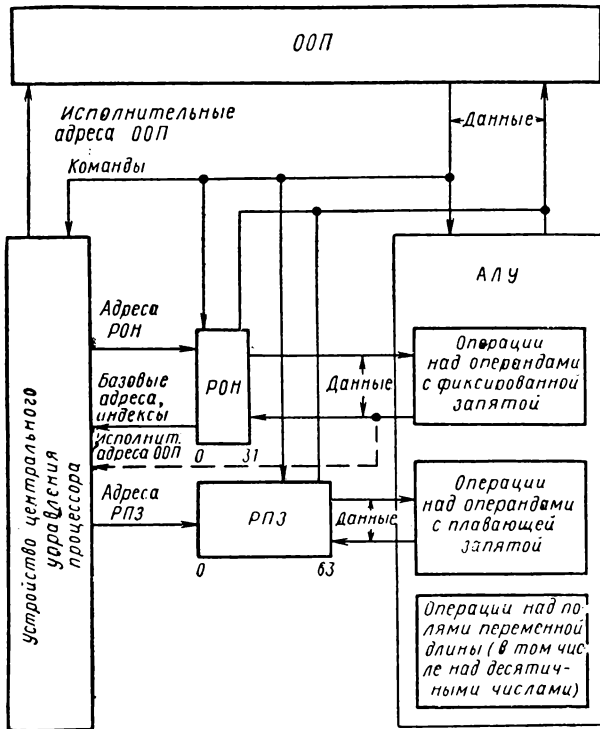 ООП
Исполнительные
адреса ООП
Данные
Команды
Устройство центрального
управления
процессора
Адреса
РОН
Базовые
адреса,
индексы
Исполнит.
адреса ООП
Адреса
РПЗ
РОН
0 31
Данные
РПЗ
0 63
Данные
АЛУ
Операции
над операндами
с фиксированной
запятой
Операции
над операндами
с плавающей
запятой
Операции над по-
лями переменной
длины (в том чис-
ле над десятич-
ными числами)